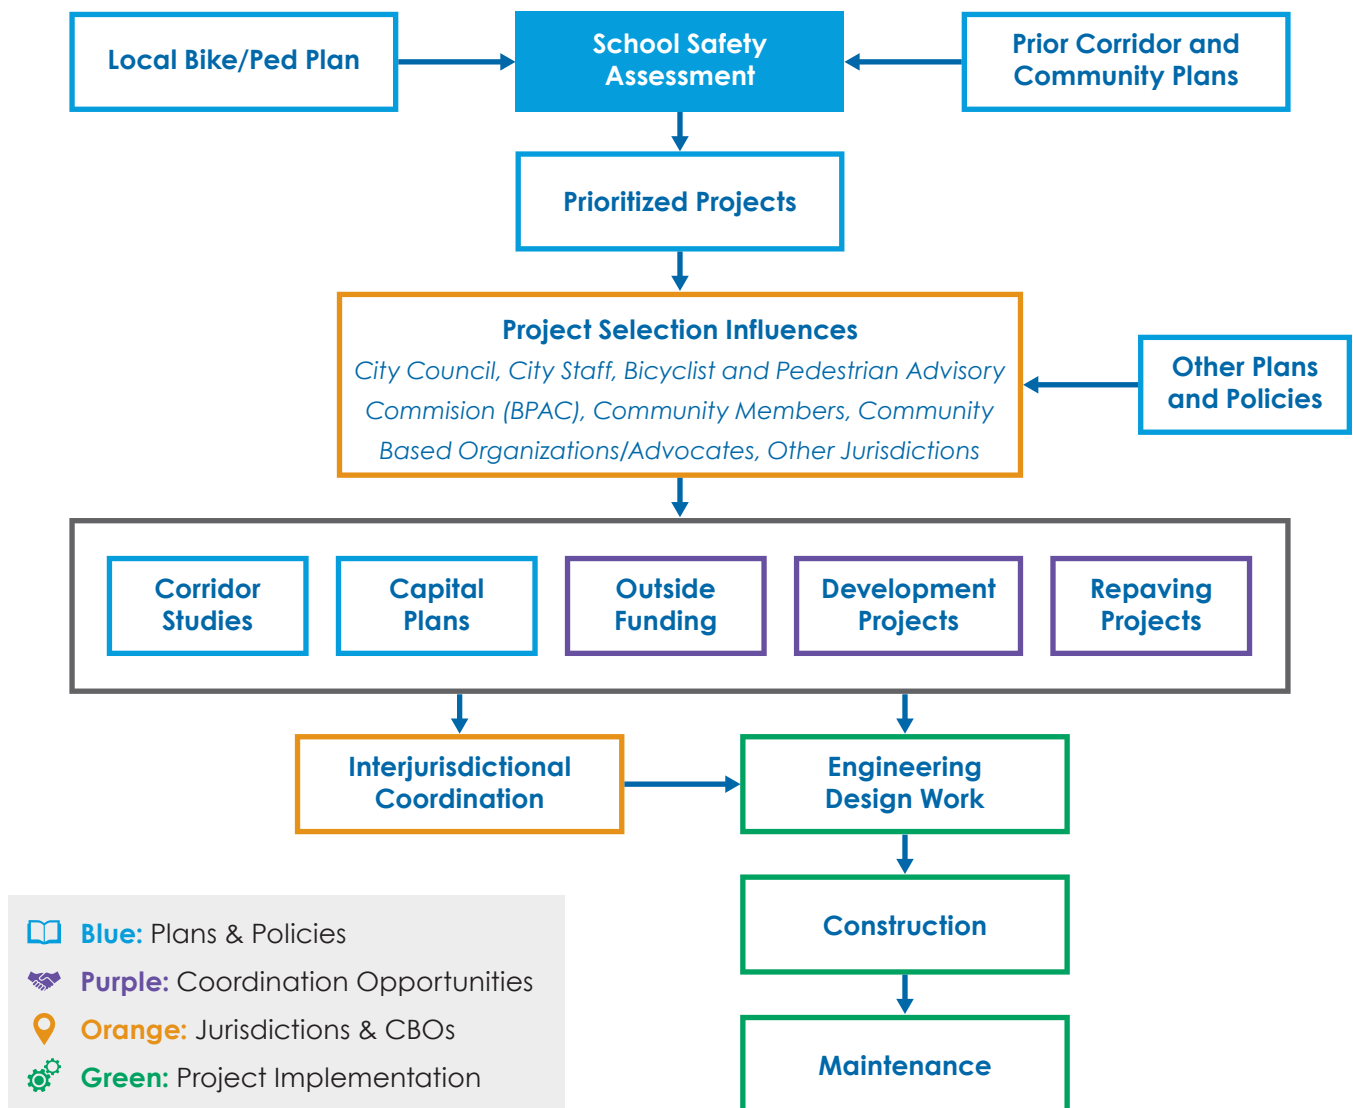 Local Bike/Ped Plan
School Safety
Assessment
Prior Corridor and
Community Plans
Prioritized Projects
Project Selection Influences
City Council, City Staff, Bicyclist and Pedestrian Advisory
Commision (BPAC), Community Members, Community
Based Organizations/Advocates, Other Jurisdictions
Other Plans
and Policies
Corridor
Studies
Capital
Plans
Outside
Funding
Development
Projects
Repaving
Projects
Interjurisdictional
Coordination
Engineering
Design Work
Construction
Maintenance
Blue: Plans & Policies
Purple: Coordination Opportunities
Orange: Jurisdictions & CBOs
Green: Project Implementation